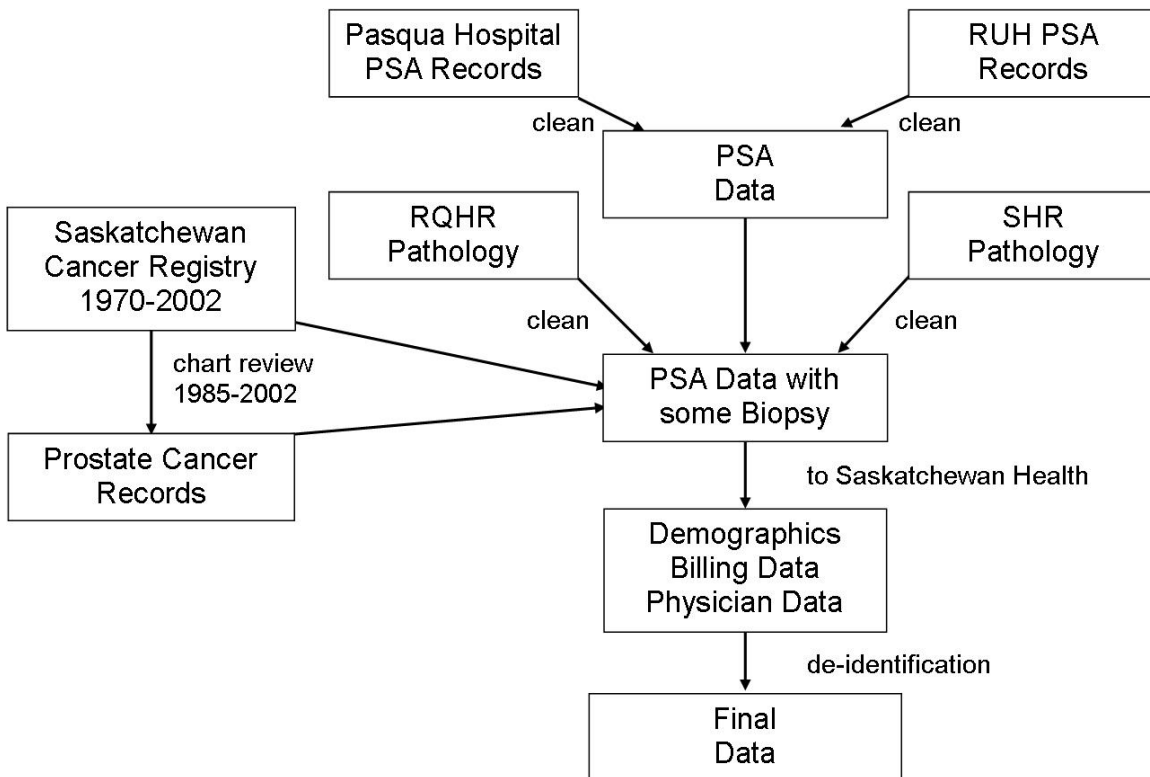 Pasqua Hospital
PSA Records
RUH PSA
Records
clean
clean
PSA
Data
RQHR
Pathology
SHR
Pathology
Saskatchewan
Cancer Registry
1970-2002
clean
clean
chart review
1985-2002
PSA Data with
some Biopsy
Prostate Cancer
Records
to Saskatchewan Health
Demographics
Billing Data
Physician Data
de-identification
Final
Data